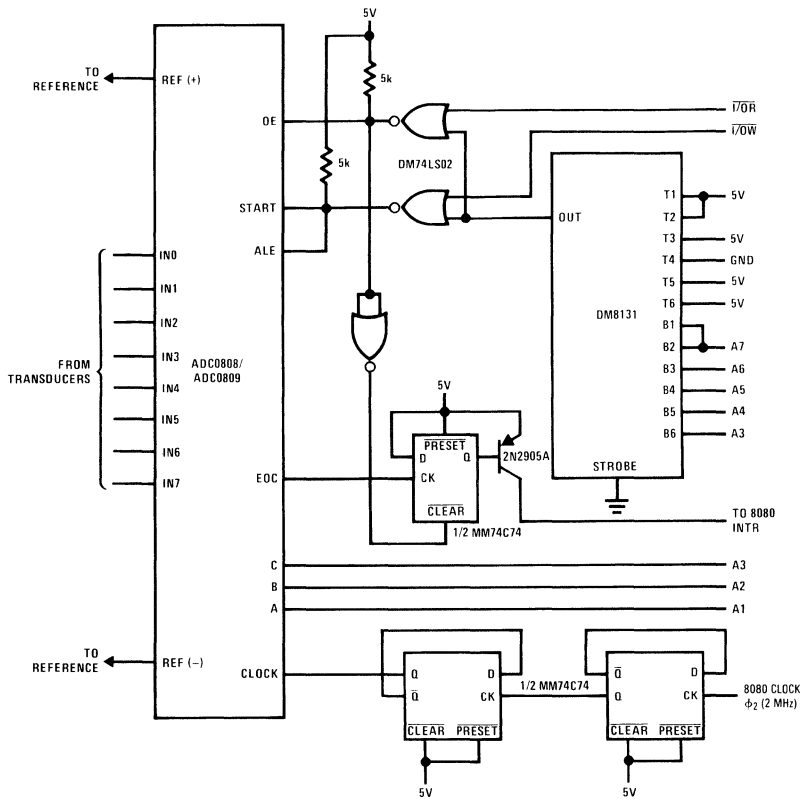 5V
TO
REFERENCE
REF (+)
5k
OE
I/OR
I/OW
DM74LS02
5k
START
ALE
OUT
T1
5V
T2
T3
5V
T4
GND
T5
5V
T6
5V
DM8131
B1
B2
A7
B3
A6
B4
A5
B5
A4
B6
A3
STROBE
IN0
IN1
IN2
IN3
IN4
IN5
IN6
IN7
FROM
TRANSDUCERS
ADC0808/
ADC0809
5V
PRESET
D
Q
2N2905A
EOC
CK
CLEAR
1/2 MM74C74
TO 8080
INTR
C
A3
B
A2
A
A1
TO
REFERENCE
REF (−)
CLOCK
Q
D
Q
CK
CLEAR
PRESET
5V
1/2 MM74C74
Q
D
Q
CK
CLEAR
PRESET
5V
8080 CLOCK
ϕ2 (2 MHz)